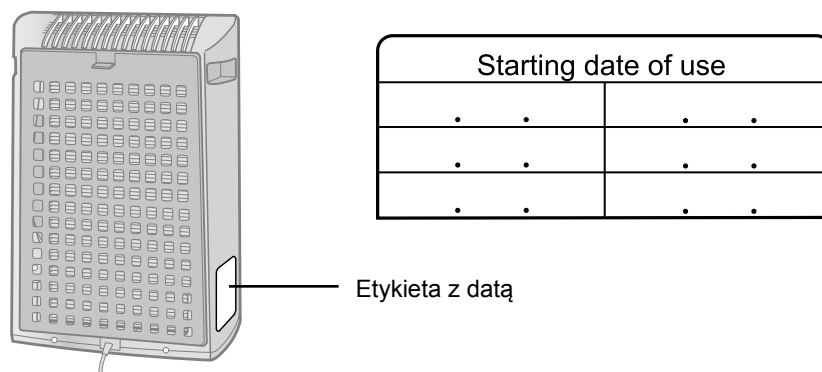 Starting date of use
. . . .
. . . .
. . . .
Etykieta z datą